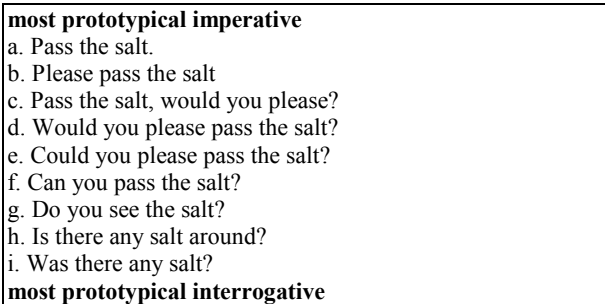 most prototypical imperative
a. Pass the salt.
b. Please pass the salt
c. Pass the salt, would you please?
d. Would you please pass the salt?
e. Could you please pass the salt?
f. Can you pass the salt?
g. Do you see the salt?
h. Is there any salt around?
i. Was there any salt?
most prototypical interrogative